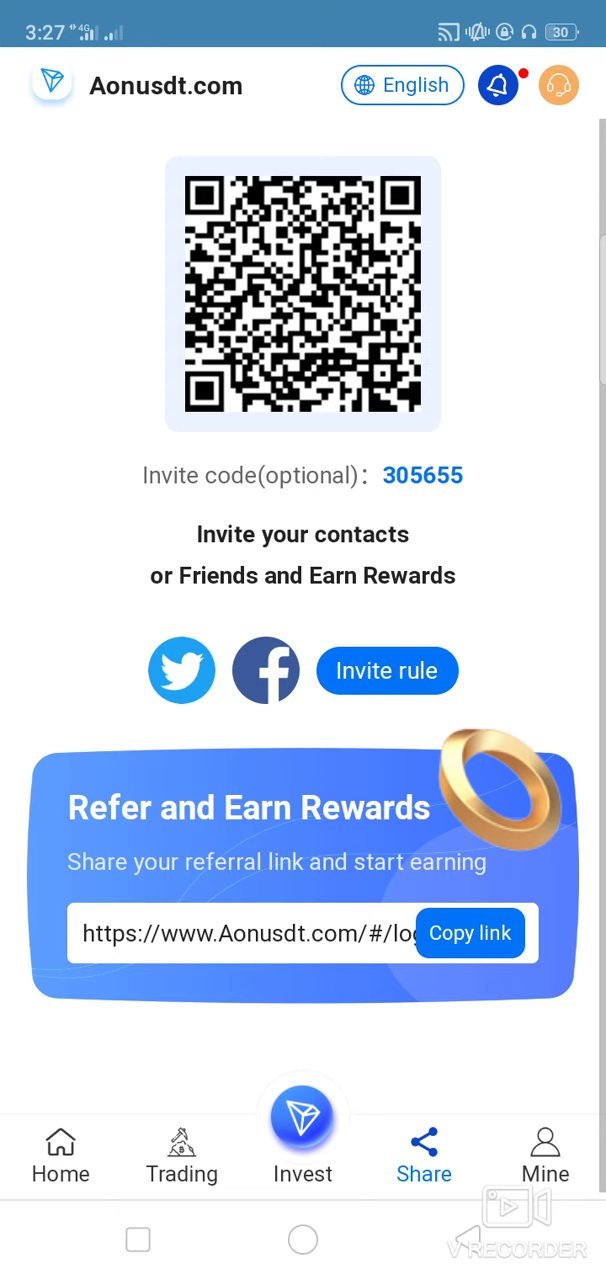 3:27 4G 30
Aonusdt.com English
Invite code(optional): 305655
Invite your contacts
or Friends and Earn Rewards
Invite rule
Refer and Earn Rewards
Share your referral link and start earning
https://www.Aonusdt.com/#/log Copy link
Home Trading Invest Share Mine
V RECORDER